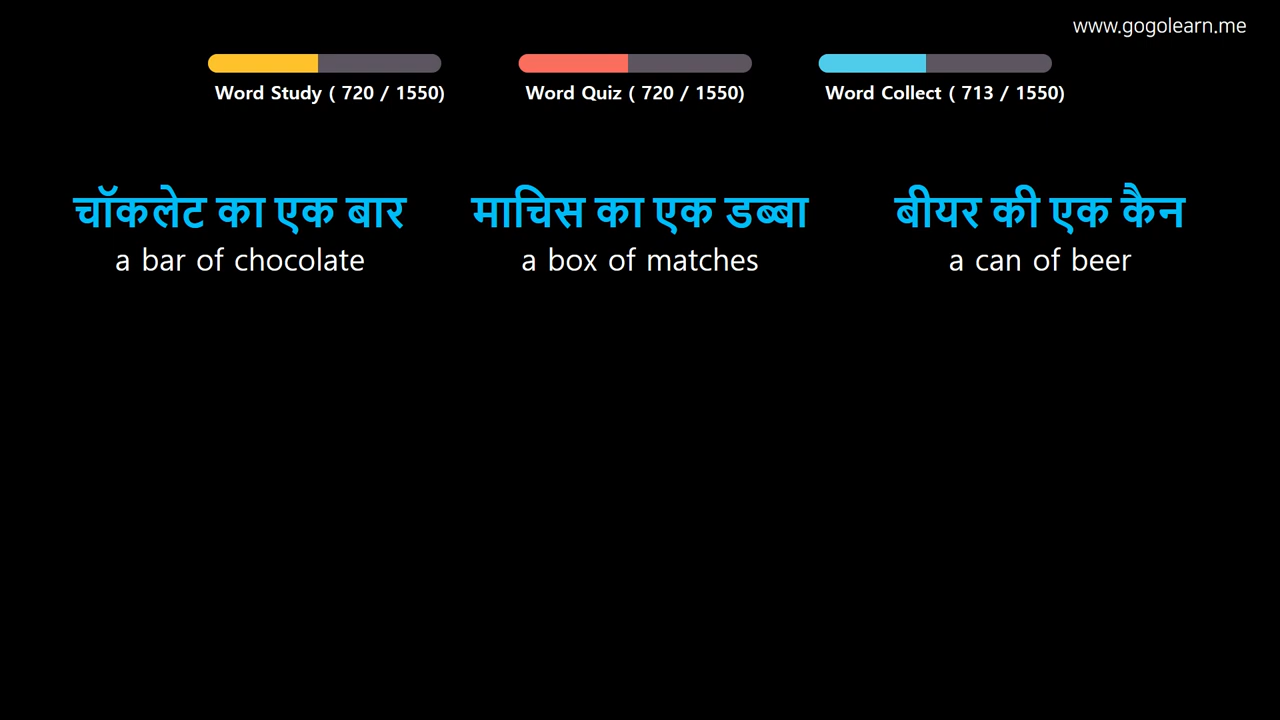 www.gogolearn.me
Word Study ( 720 / 1550)
Word Quiz ( 720 / 1550)
Word Collect ( 713 / 1550)
चॉकलेट का एक बार
a bar of chocolate
माचिस का एक डब्बा
a box of matches
बीयर की एक कैन
a can of beer